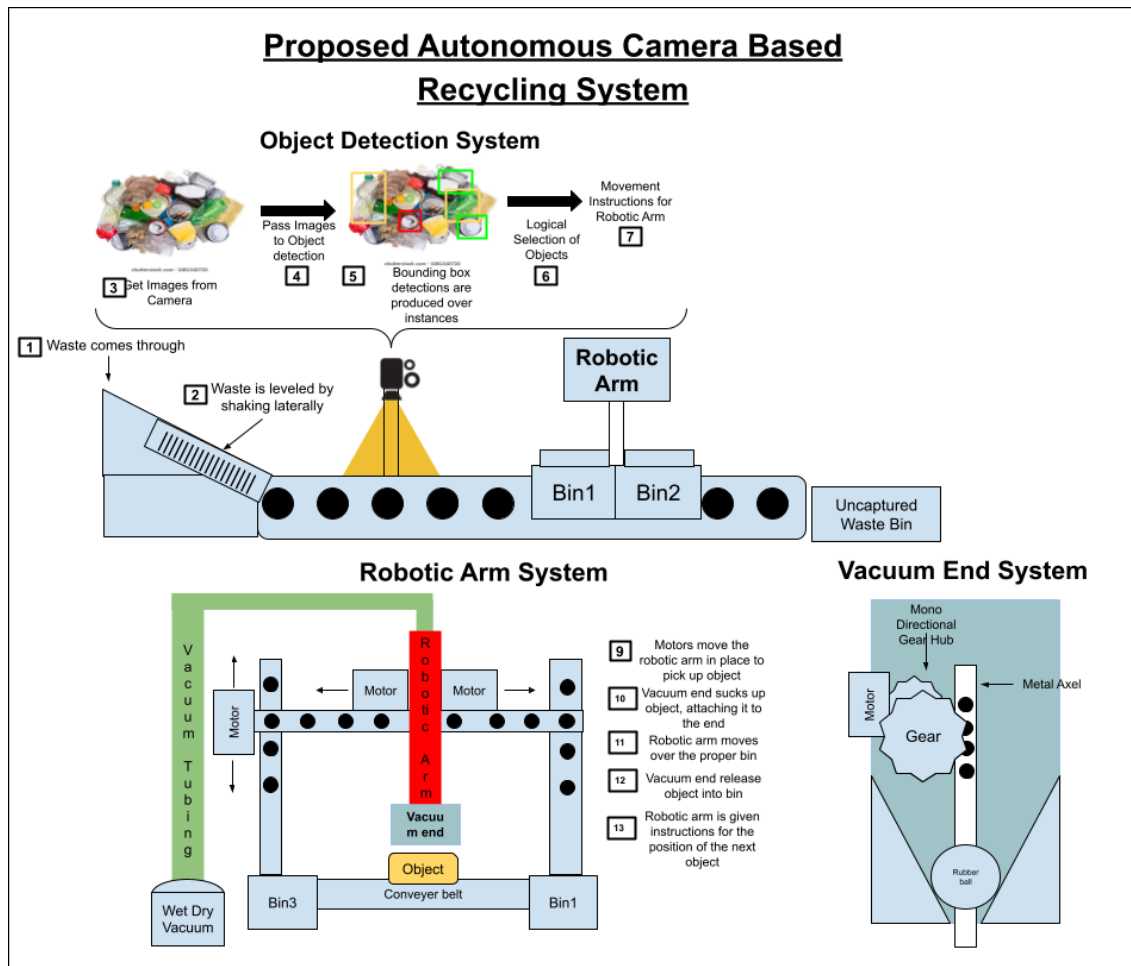 Proposed Autonomous Camera Based
Recycling System
Object Detection System
3
Get Images from
Camera
Pass Images
to Object
detection
4
5
Bounding box
detections are
produced over
instances
Logical
Selection of
Objects
6
Movement
Instructions for
Robotic Arm
7
1
Waste comes through
2
Waste is leveled by
shaking laterally
Robotic
Arm
Bin1
Bin2
Uncaptured
Waste Bin
Robotic Arm System
Vacuum Tubing
Wet Dry
Vacuum
Motor
Motor
Robotic Arm
Motor
Vacuu
m end
Object
Conveyer belt
Bin3
Bin1
9
Motors move the
robotic arm in place to
pick up object
10
Vacuum end sucks up
object, attaching it to
the end
11
Robotic arm moves
over the proper bin
12
Vacuum end release
object into bin
13
Robotic arm is given
instructions for the
position of the next
object
Vacuum End System
Mono
Directional
Gear Hub
Metal Axel
Motor
Gear
Rubber
ball